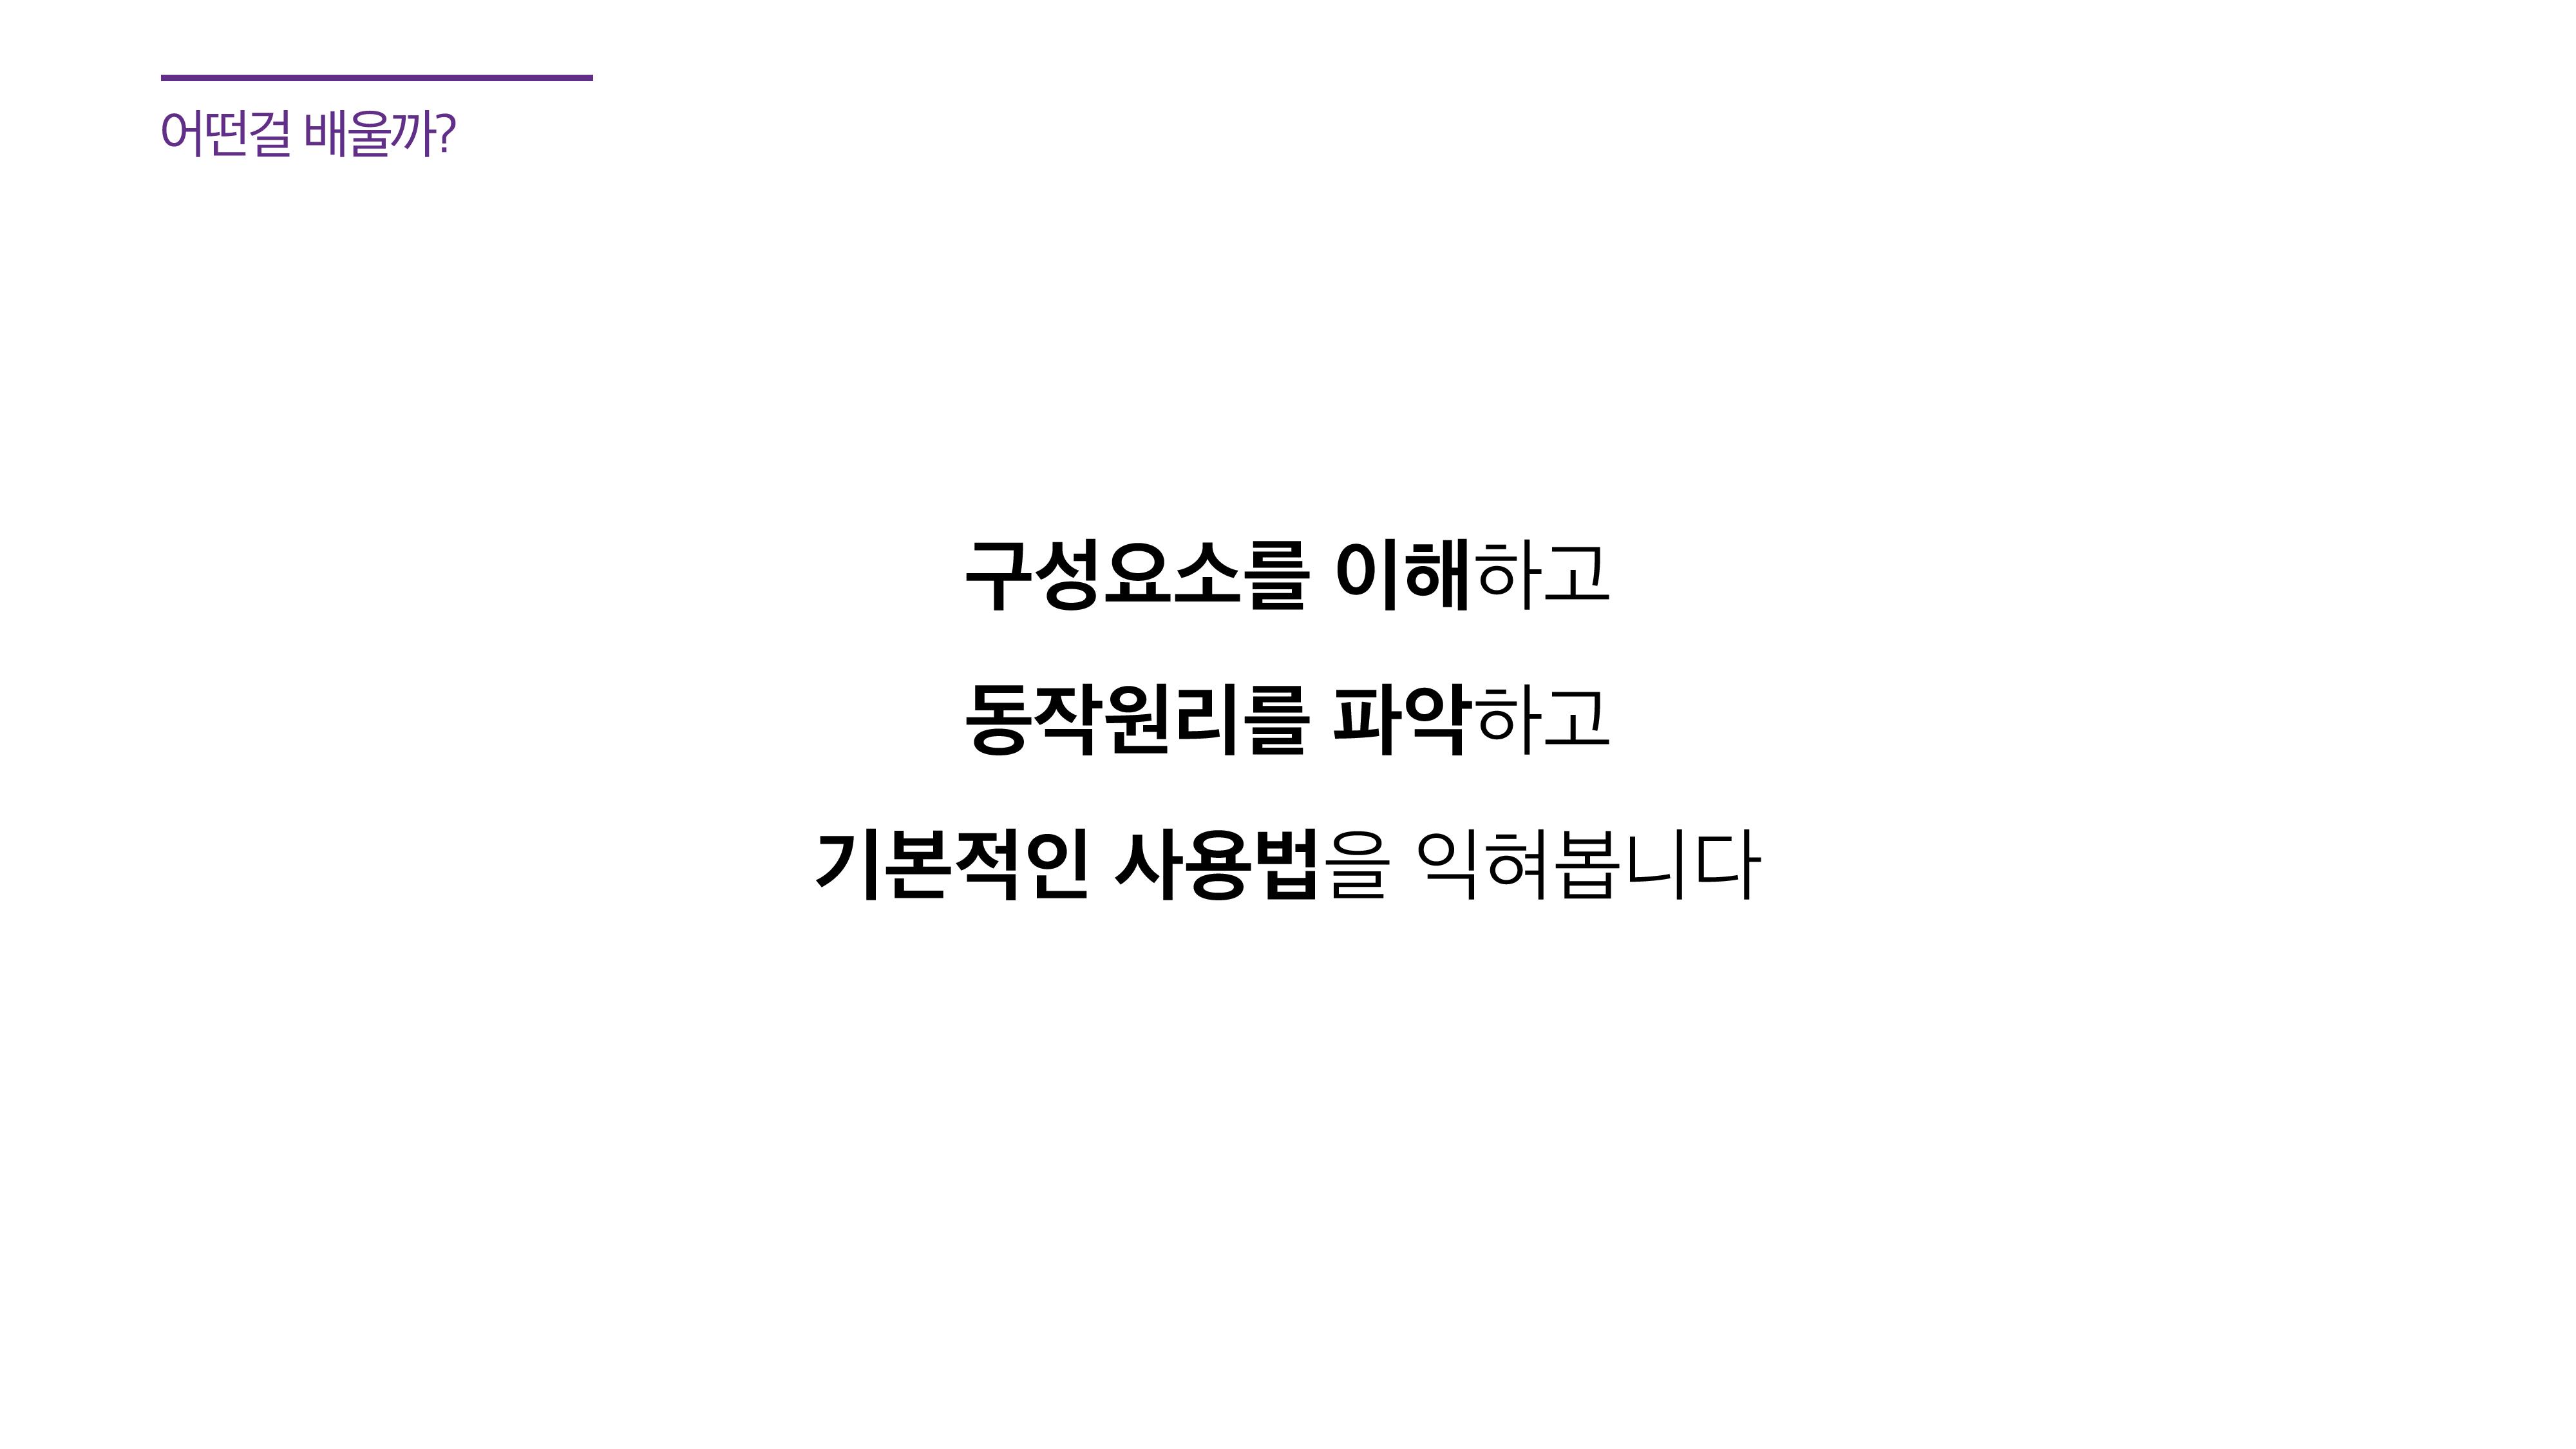 어떤걸 배울까?
구성요소를 이해하고
동작원리를 파악하고
기본적인 사용법을 익혀봅니다